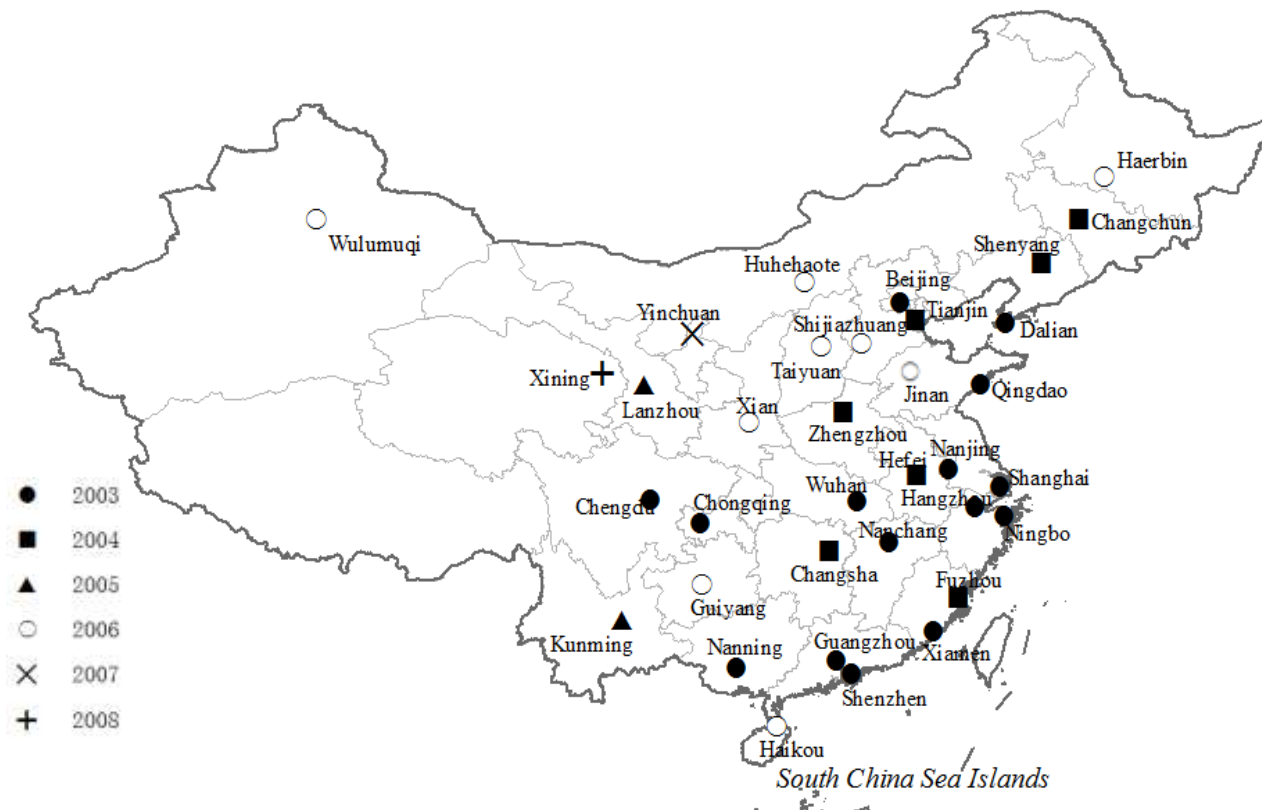 Haerbin
Wulumuqi
Changchun
Shenyang
Huhehaote
Beijing
Yinchuan
Tianjin
Shijiazhuang
Dalian
Taiyuan
Xining
Jinan
Qingdao
Lanzhou
Xian
Zhengzhou
Nanjing
Hefei
Shanghai
Wuhan
Hangzhou
Chengdu
Chongqing
Ningbo
Nanchang
Changsha
Fuzhou
Guiyang
Kunming
Nanning
Guangzhou
Xiamen
Shenzhen
Haikou
South China Sea Islands
2003
2004
2005
2006
2007
2008